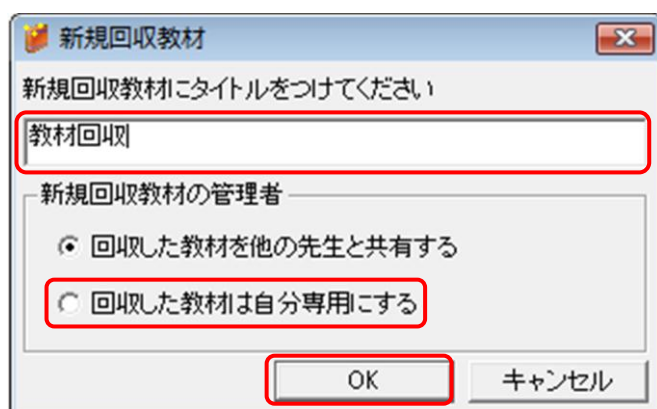 新規回収教材
新規回収教材にタイトルをつけてください
教材回収
新規回収教材の管理者
回収した教材を他の先生と共有する
回収した教材は自分専用にする
OK キャンセル